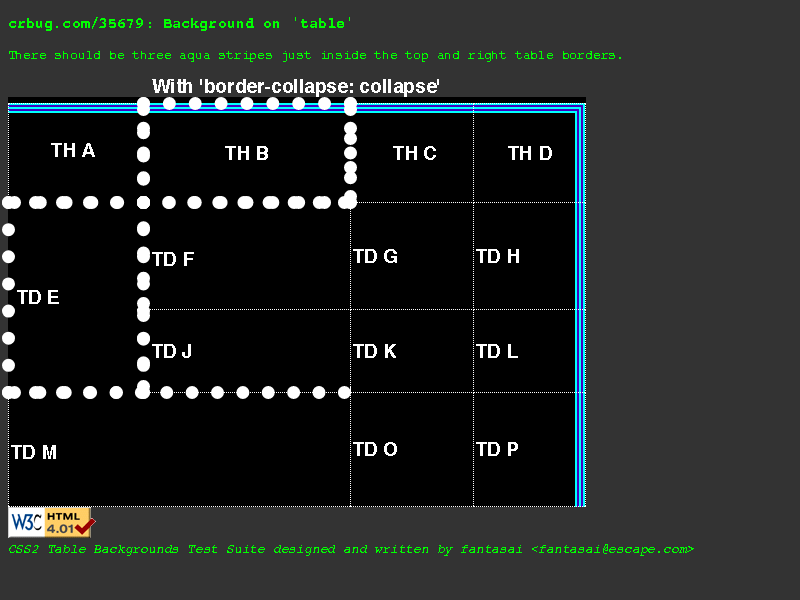 crbug.com/35679: Background on 'table'
There should be three aqua stripes just inside the top and right table borders.
With 'border-collapse: collapse'
TH A TH B TH C TH D
TD E TD F TD G TD H
TD J TD K TD L
TD M TD O TD P
W3C HTML 4.01
CSS2 Table Backgrounds Test Suite designed and written by fantasai <fantasai@escape.com>